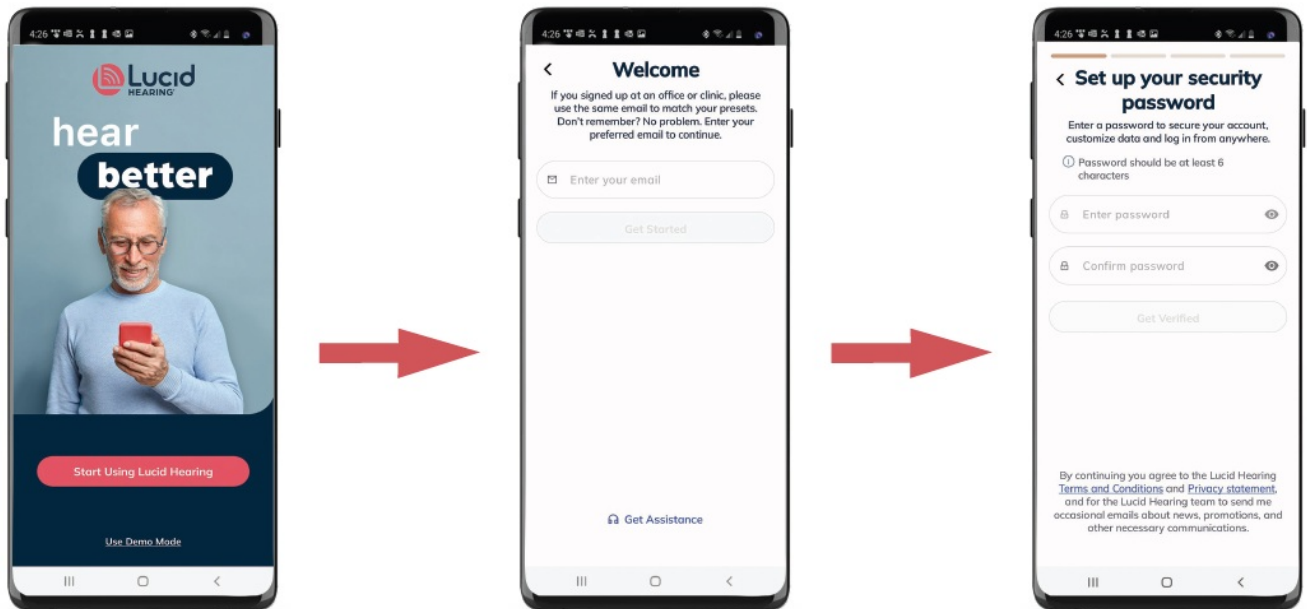 4:26
Lucid
HEARING
hear
better
Start Using Lucid Hearing
Use Demo Mode
4:26
Welcome
If you signed up at an office or clinic, please
use the same email to match your presets.
Don't remember? No problem. Enter your
preferred email to continue.
Enter your email
Get Started
Get Assistance
4:26
Set up your security
password
Enter a password to secure your account,
customize data and log in from anywhere.
Password should be at least 6
characters
Enter password
Confirm password
Get Verified
By continuing you agree to the Lucid Hearing
Terms and Conditions and Privacy statement,
and for the Lucid Hearing team to send me
occasional emails about news, promotions, and
other necessary communications.